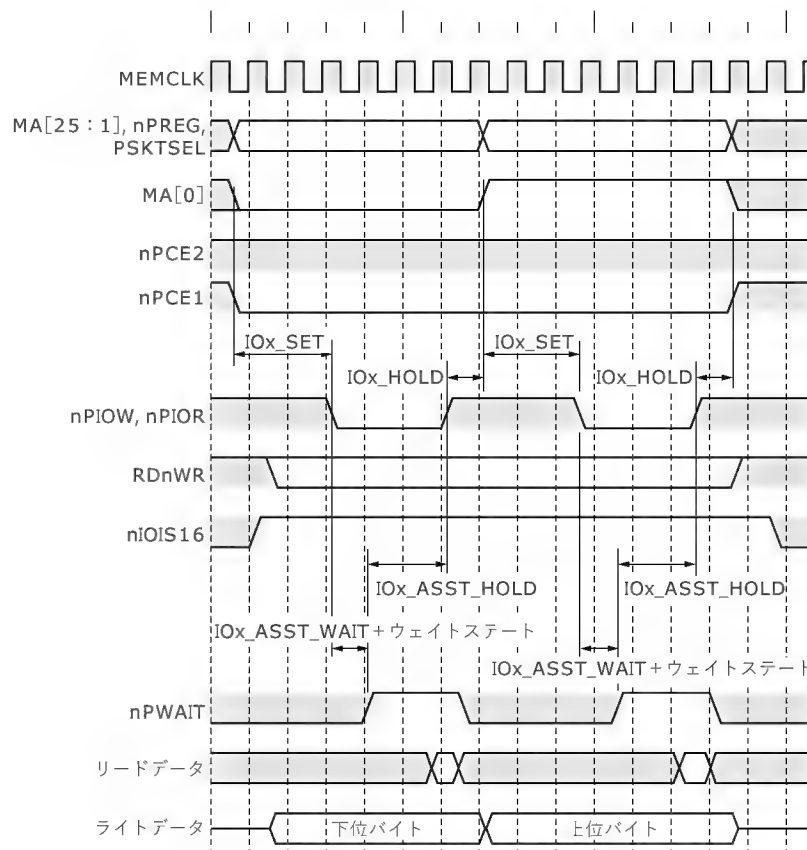 MEMCLK
MA[25：1], nPREG,
PSKTSEL
MA[0]
nPCE2
nPCE1
IOx_SET
IOx_SET
IOx_HOLD
IOx_HOLD
nPIOW, nPIOR
RDnWR
nIOIS16
IOx_ASST_HOLD
IOx_ASST_HOLD
IOx_ASST_WAIT＋ウェイトステート
IOx_ASST_WAIT＋ウェイトステート
nPWAIT
リードデータ
ライトデータ
下位バイト
上位バイト